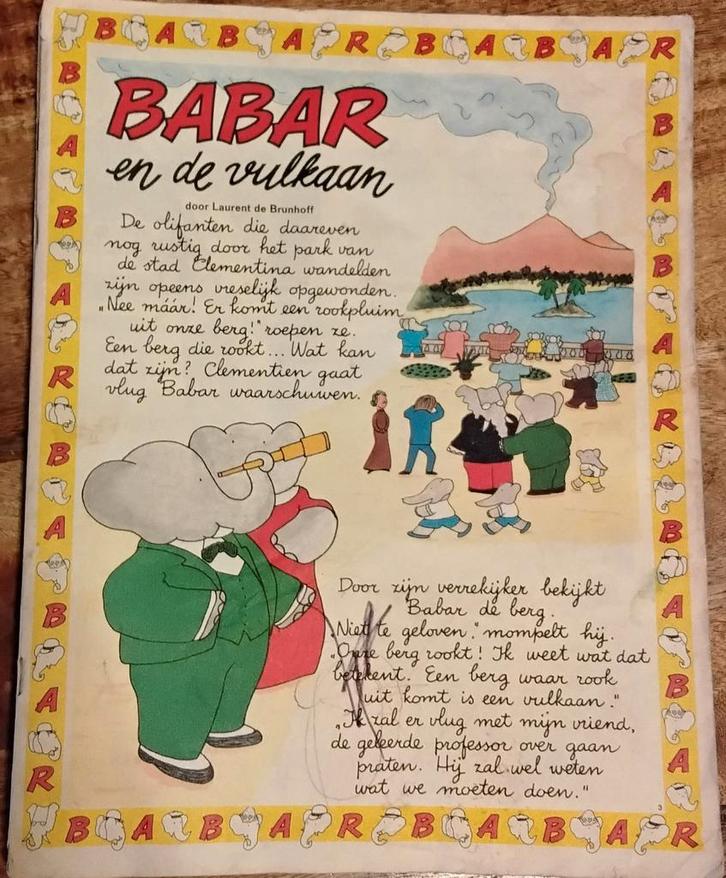 B A B A R B A B A R
BABAR
en de vulkaan
door Laurent de Brunhoff
De olifanten die daareven
nog rustig door het park van
de stad Clementina wandelden
zijn opeens vreselijk opgewonden.
„Nee máár! Er komt een rookpluim
uit onze berg!" roepen ze.
Een berg die rookt... Wat kan
dat zijn? Clementien gaat
vlug Babar waarschuwen.
Door zijn verrekijker bekijkt
Babar de berg.
„Niet te geloven," mompelt hij.
„Onze berg rookt! Ik weet wat dat
betekent. Een berg waar rook
uit komt is een vulkaan."
„Ik zal er vlug met mijn vriend,
de geleerde professor over gaan
praten. Hij zal wel weten
wat we moeten doen."
3
B A B A R B A B A R
B A B A R B A B A
B A B A R B A B A R